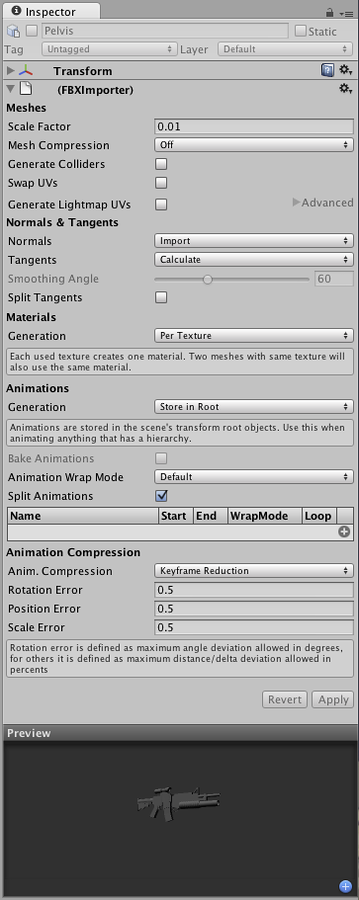 Inspector
Pelvis Static
Tag Untagged Layer Default
Transform
(FBXImporter)
Meshes
Scale Factor 0.01
Mesh Compression Off
Generate Colliders
Swap UVs
Generate Lightmap UVs Advanced
Normals & Tangents
Normals Import
Tangents Calculate
Smoothing Angle 60
Split Tangents
Materials
Generation Per Texture
Each used texture creates one material. Two meshes with same texture will
also use the same material.
Animations
Generation Store in Root
Animations are stored in the scene's transform root objects. Use this when
animating anything that has a hierarchy.
Bake Animations
Animation Wrap Mode Default
Split Animations
Name Start End WrapMode Loop
Animation Compression
Anim. Compression Keyframe Reduction
Rotation Error 0.5
Position Error 0.5
Scale Error 0.5
Rotation error is defined as maximum angle deviation allowed in degrees,
for others it is defined as maximum distance/delta deviation allowed in
percents
Revert Apply
Preview